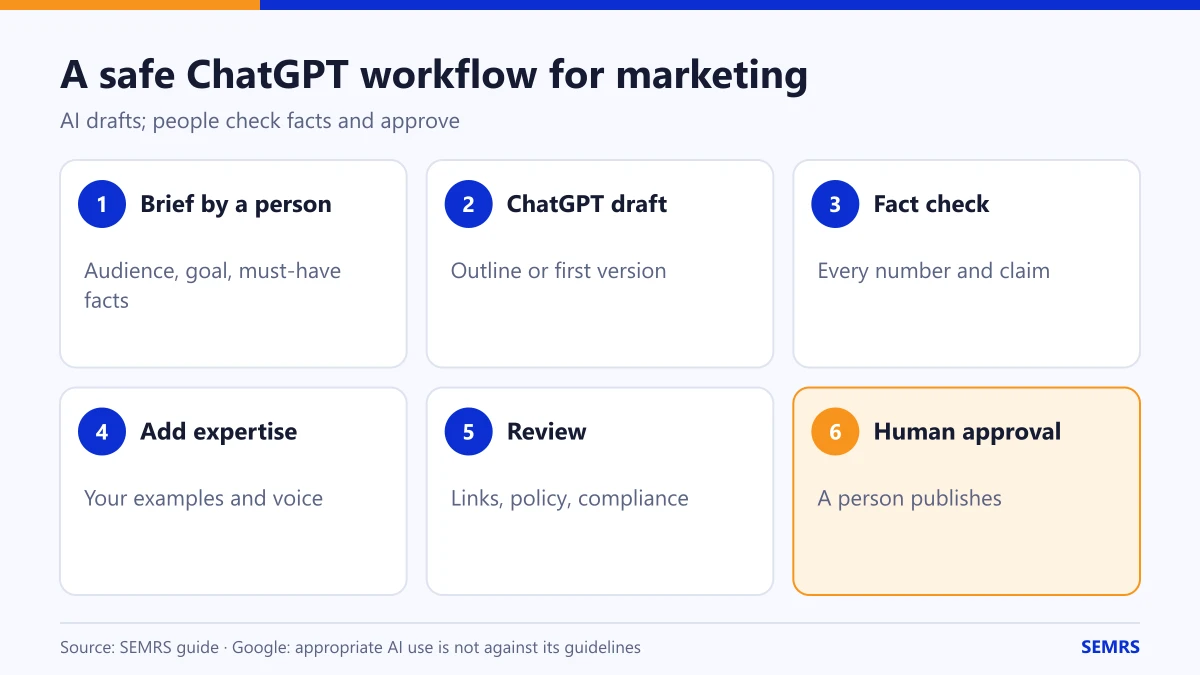 A safe ChatGPT workflow for marketing
AI drafts; people check facts and approve
1 Brief by a person
Audience, goal, must-have
facts
2 ChatGPT draft
Outline or first version
3 Fact check
Every number and claim
4 Add expertise
Your examples and voice
5 Review
Links, policy, compliance
6 Human approval
A person publishes
Source: SEMRS guide · Google: appropriate AI use is not against its guidelines
SEMRS